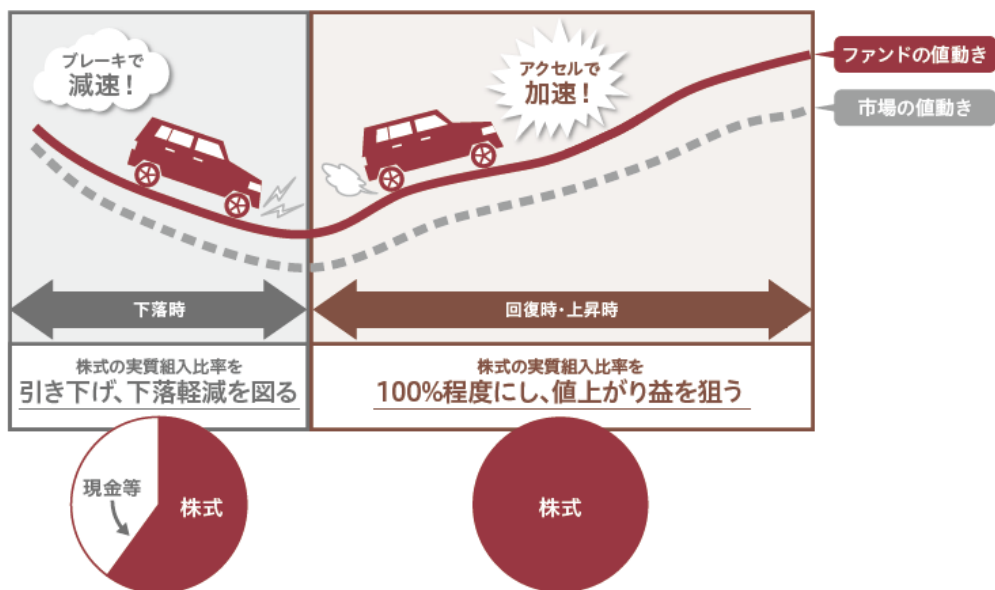 ブレーキで
減速！
アクセルで
加速！
ファンドの値動き
市場の値動き
下落時
回復時・上昇時
株式の実質組入比率を
引き下げ、下落軽減を図る
株式の実質組入比率を
100%程度にし、値上がり益を狙う
現金等
株式
株式